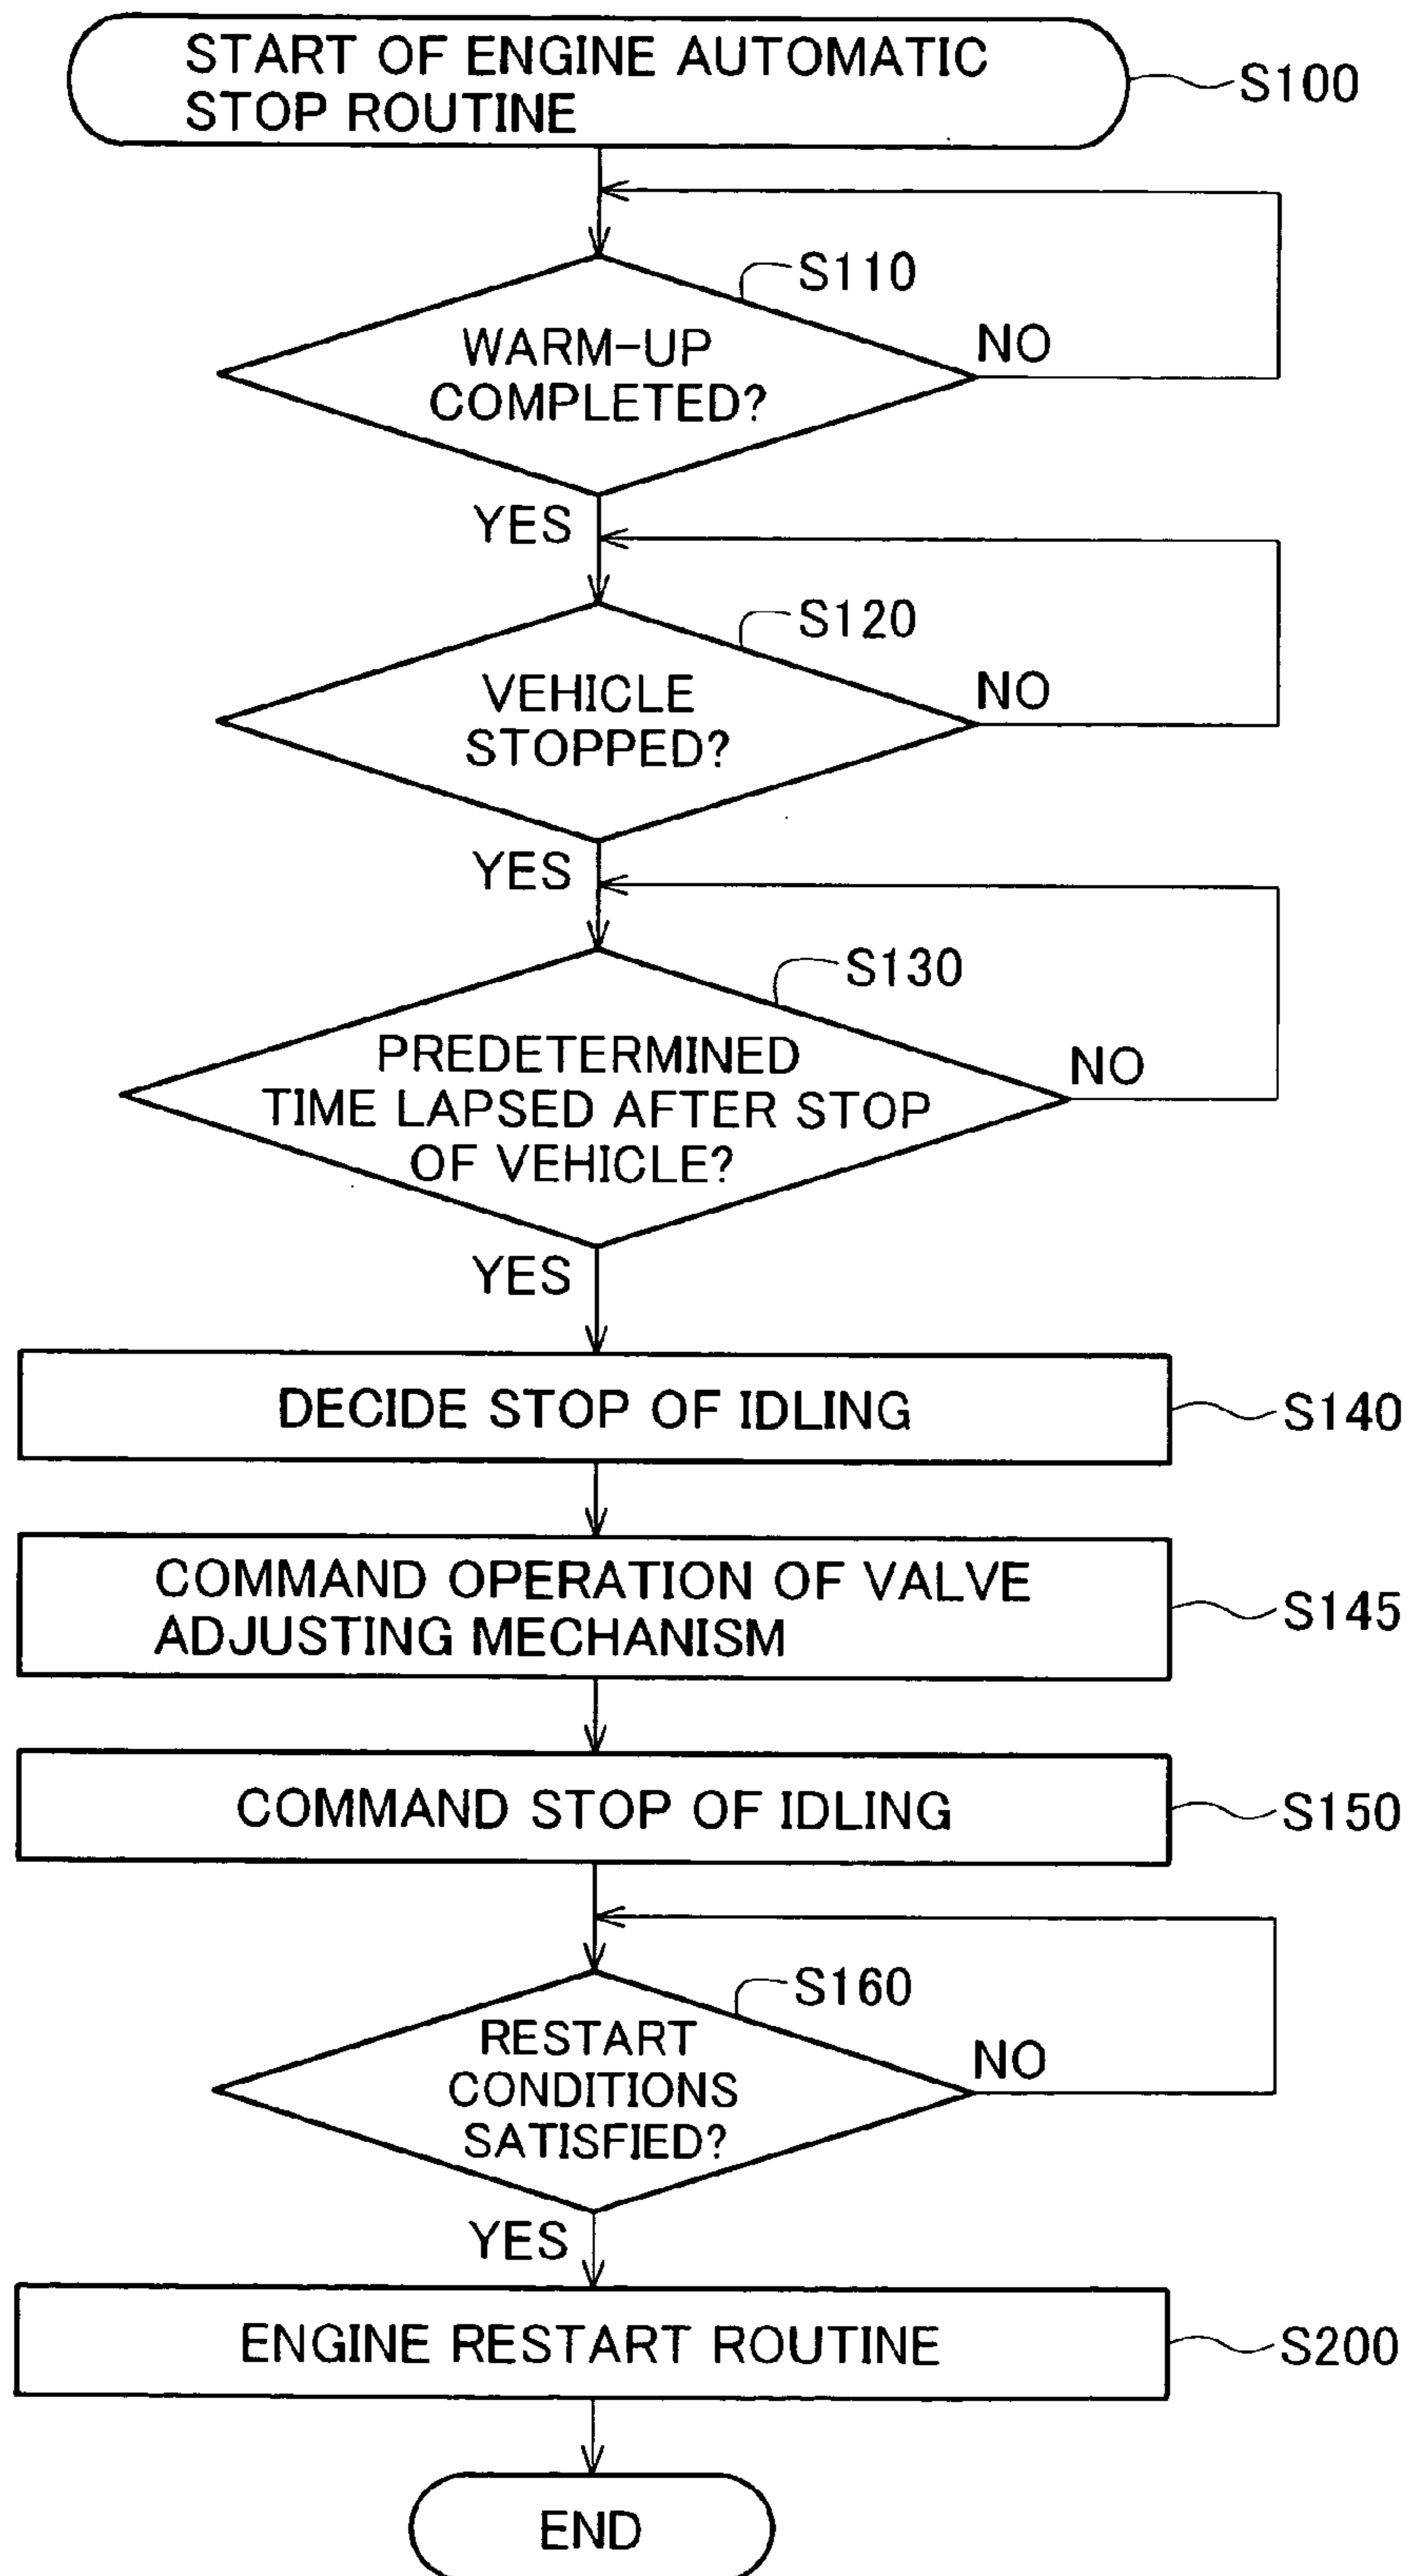 START OF ENGINE AUTOMATIC
STOP ROUTINE
S100
S110
WARM-UP
COMPLETED?
NO
YES
S120
VEHICLE
STOPPED?
NO
YES
S130
PREDETERMINED
TIME LAPSED AFTER STOP
OF VEHICLE?
NO
YES
DECIDE STOP OF IDLING
S140
COMMAND OPERATION OF VALVE
ADJUSTING MECHANISM
S145
COMMAND STOP OF IDLING
S150
S160
RESTART
CONDITIONS
SATISFIED?
NO
YES
ENGINE RESTART ROUTINE
S200
END